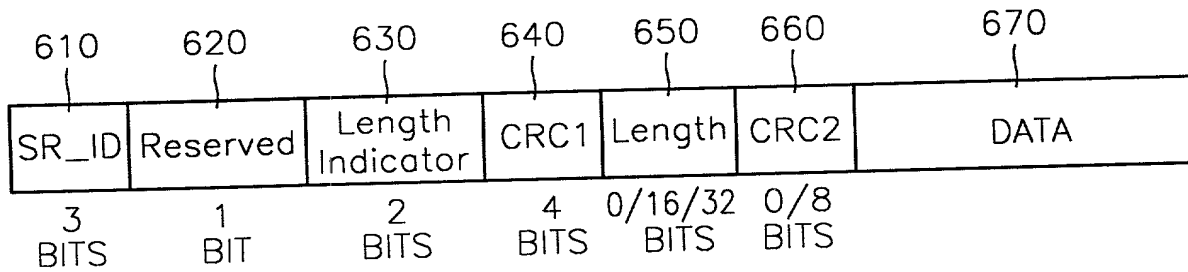 610 620 630 640 650 660 670
SR_ID Reserved Length Indicator CRC1 Length CRC2 DATA
3 BITS 1 BIT 2 BITS 4 BITS 0/16/32 BITS 0/8 BITS